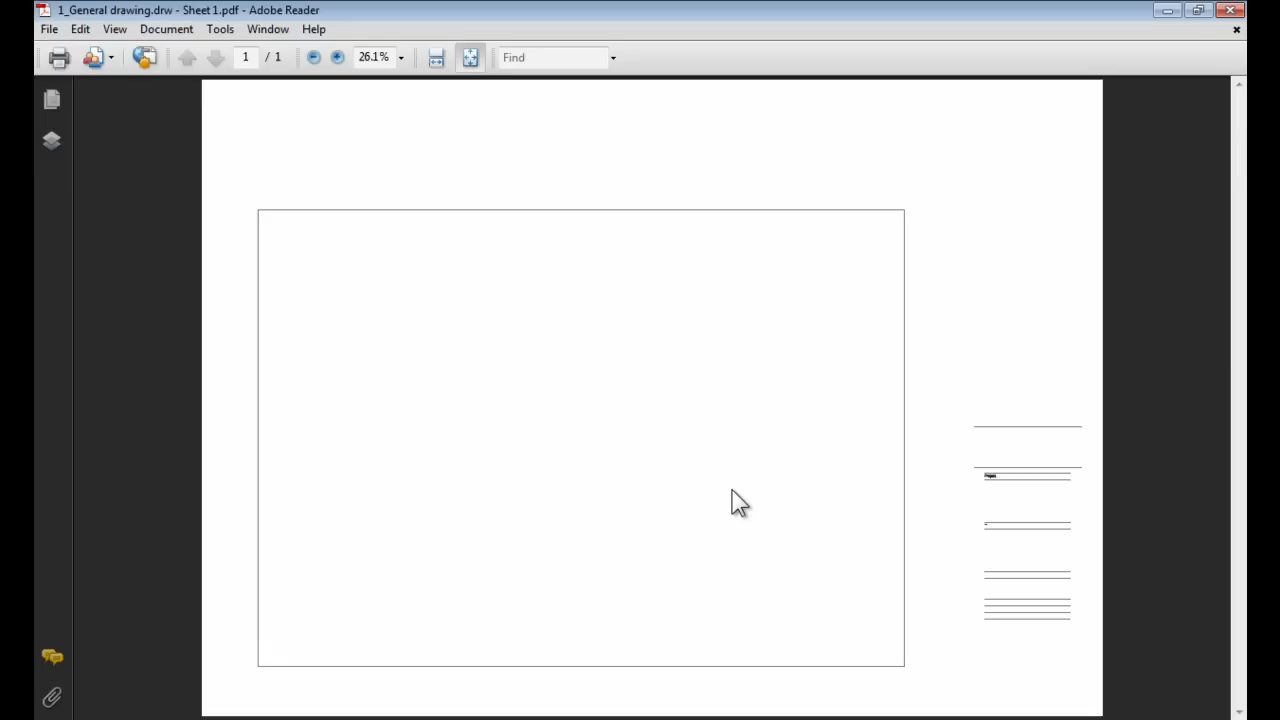 1_General drawing.drw - Sheet 1.pdf - Adobe Reader
File Edit View Document Tools Window Help
1 / 1 26.1% Find